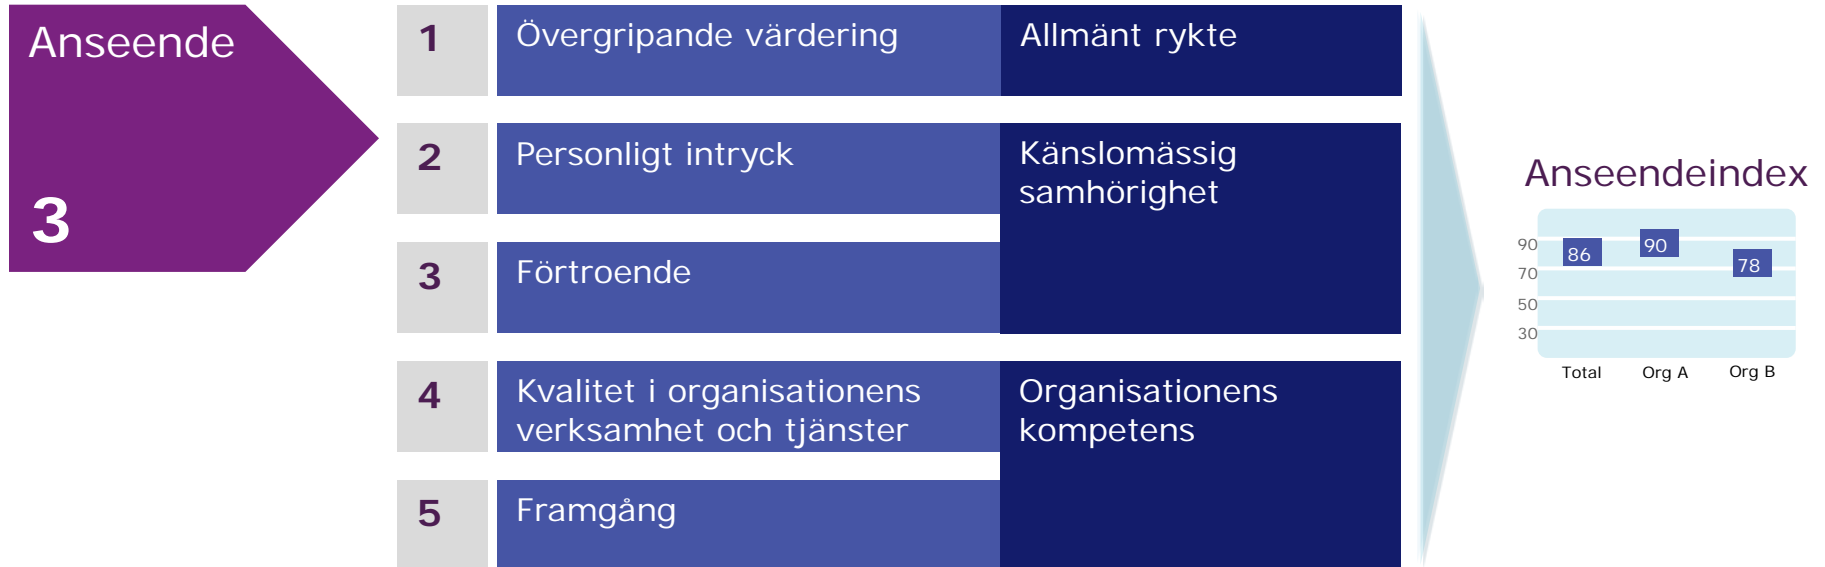 Anseende
3
1
Övergripande värdering
Allmänt rykte
2
Personligt intryck
Känslomässig
samhörighet
3
Förtroende
4
Kvalitet i organisationens
verksamhet och tjänster
Organisationens
kompetens
5
Framgång
Anseendeindex
90
70
50
30
86
90
78
Total
Org A
Org B